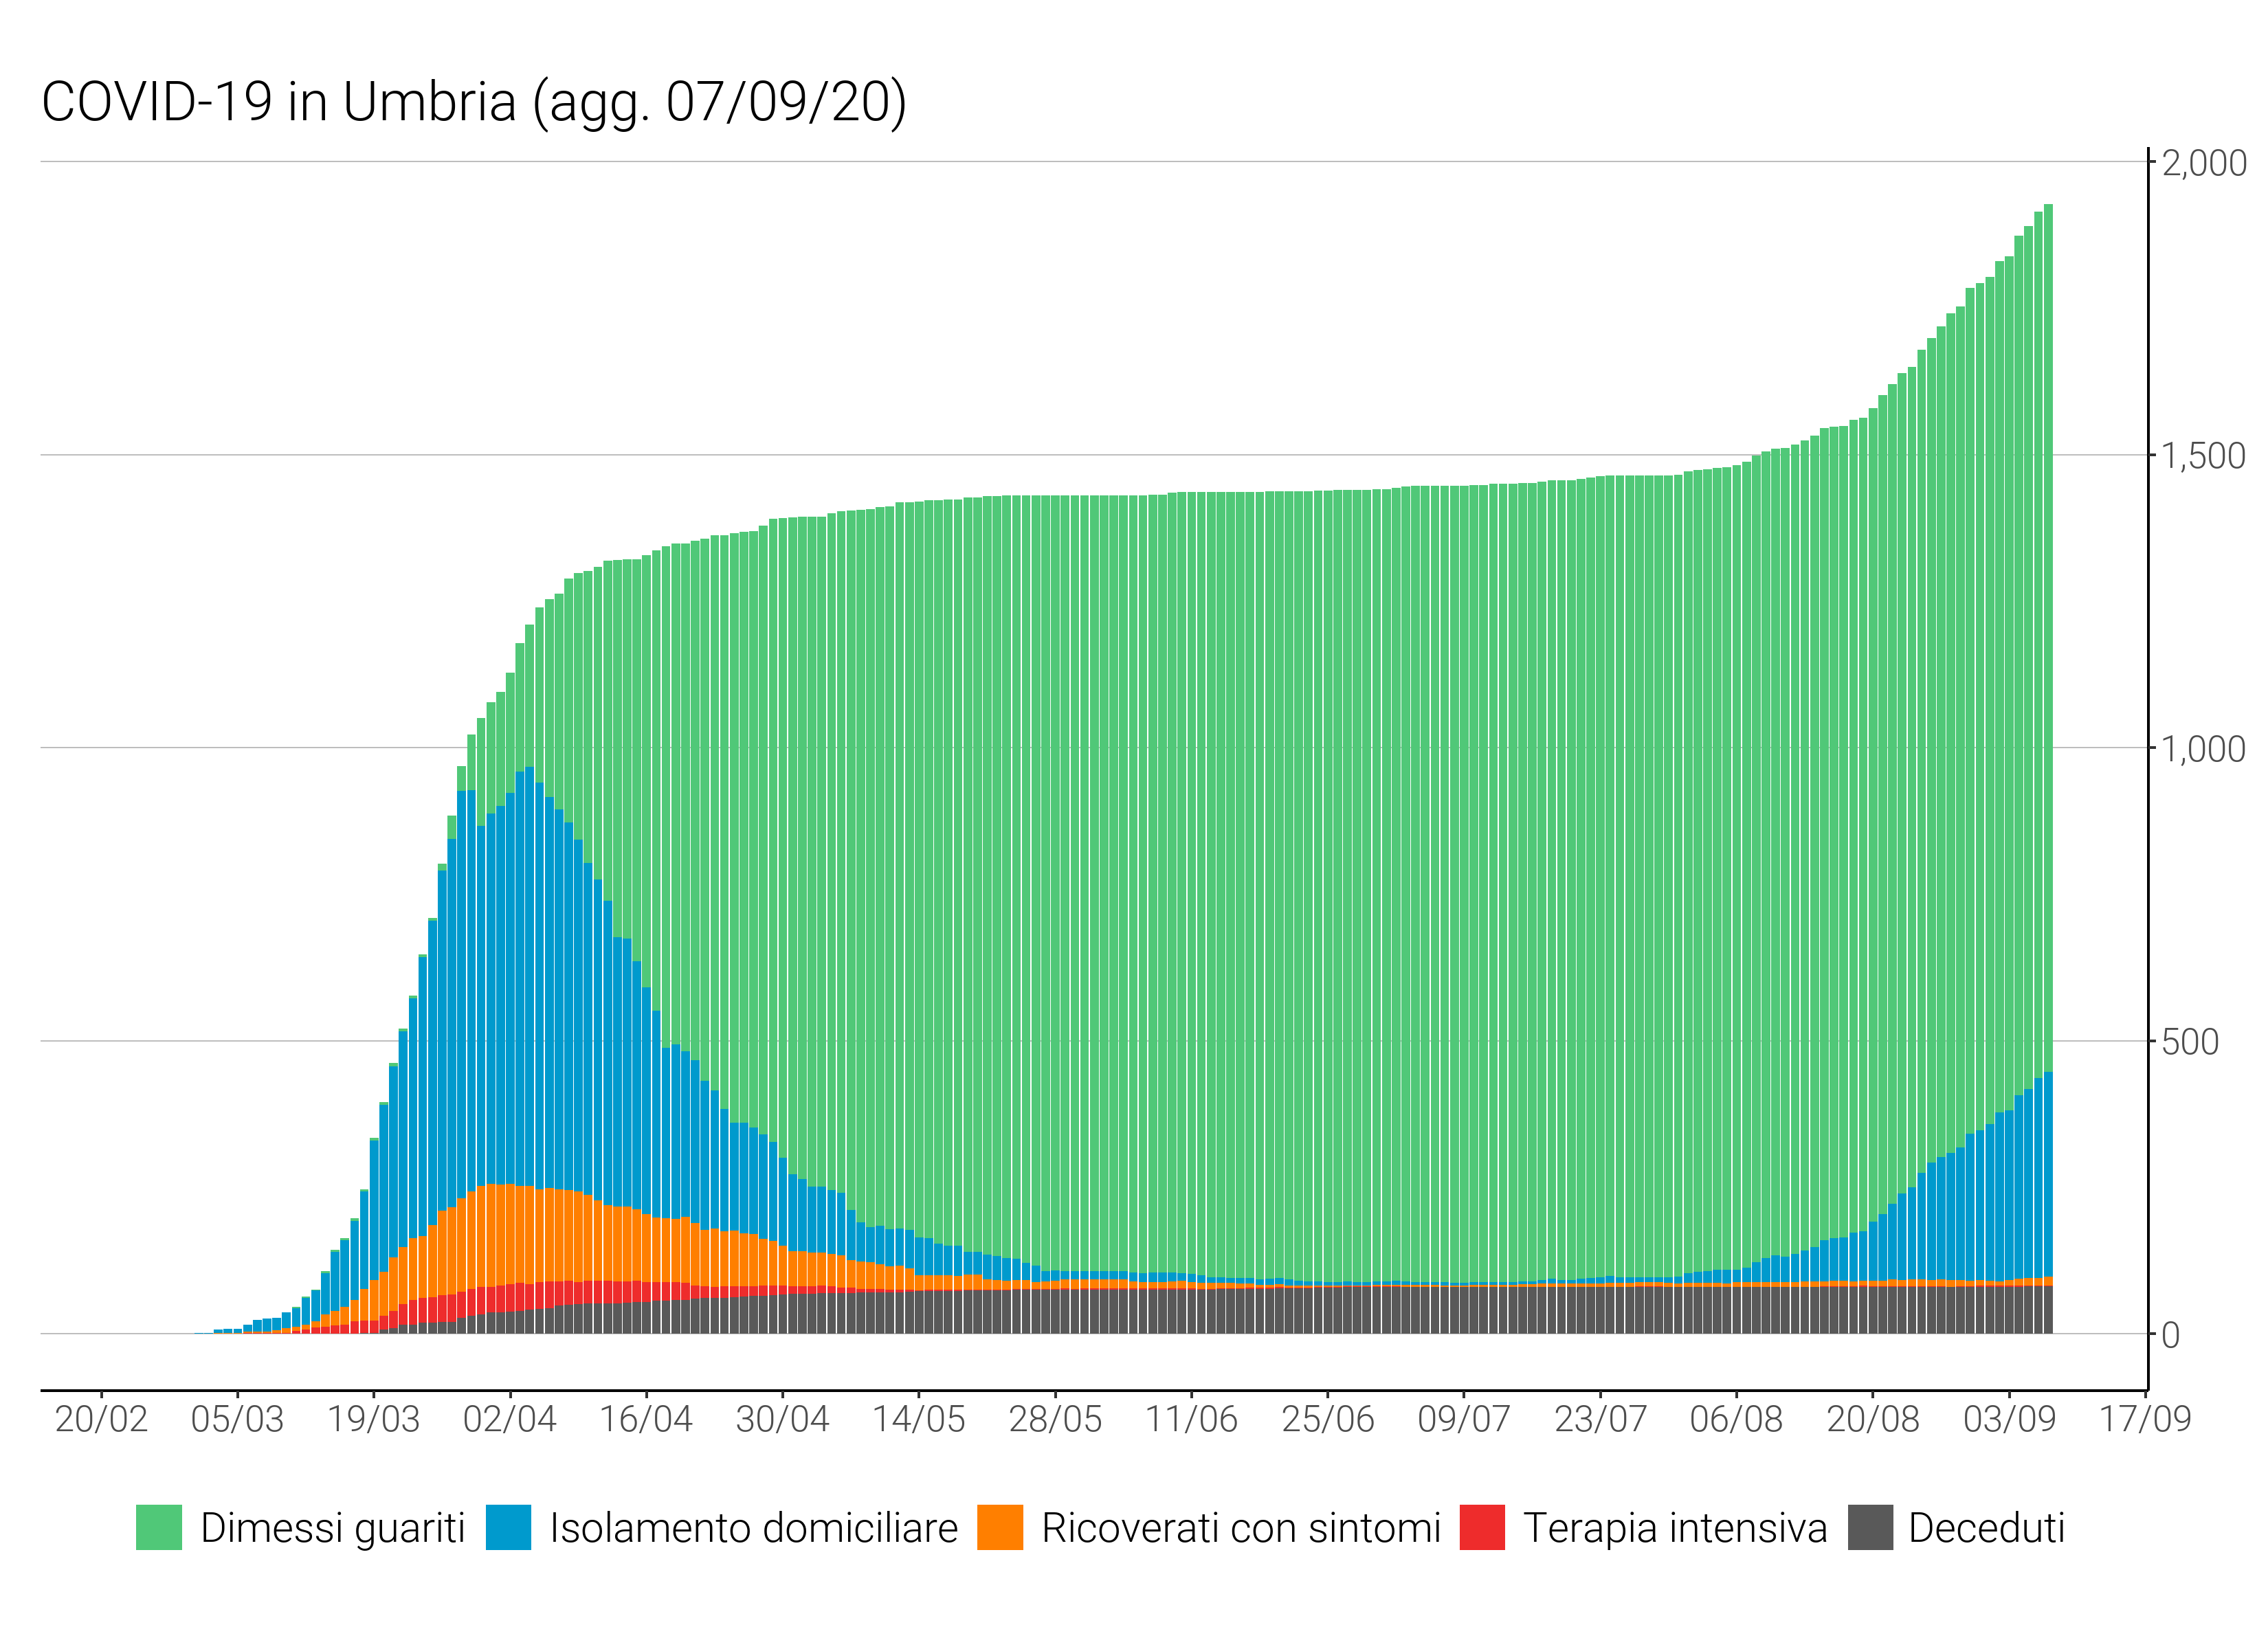 COVID-19 in Umbria (agg. 07/09/20)
2,000
1,500
1,000
500
0
20/02 05/03 19/03 02/04 16/04 30/04 14/05 28/05 11/06 25/06 09/07 23/07 06/08 20/08 03/09 17/09
Dimessi guariti Isolamento domiciliare Ricoverati con sintomi Terapia intensiva Deceduti